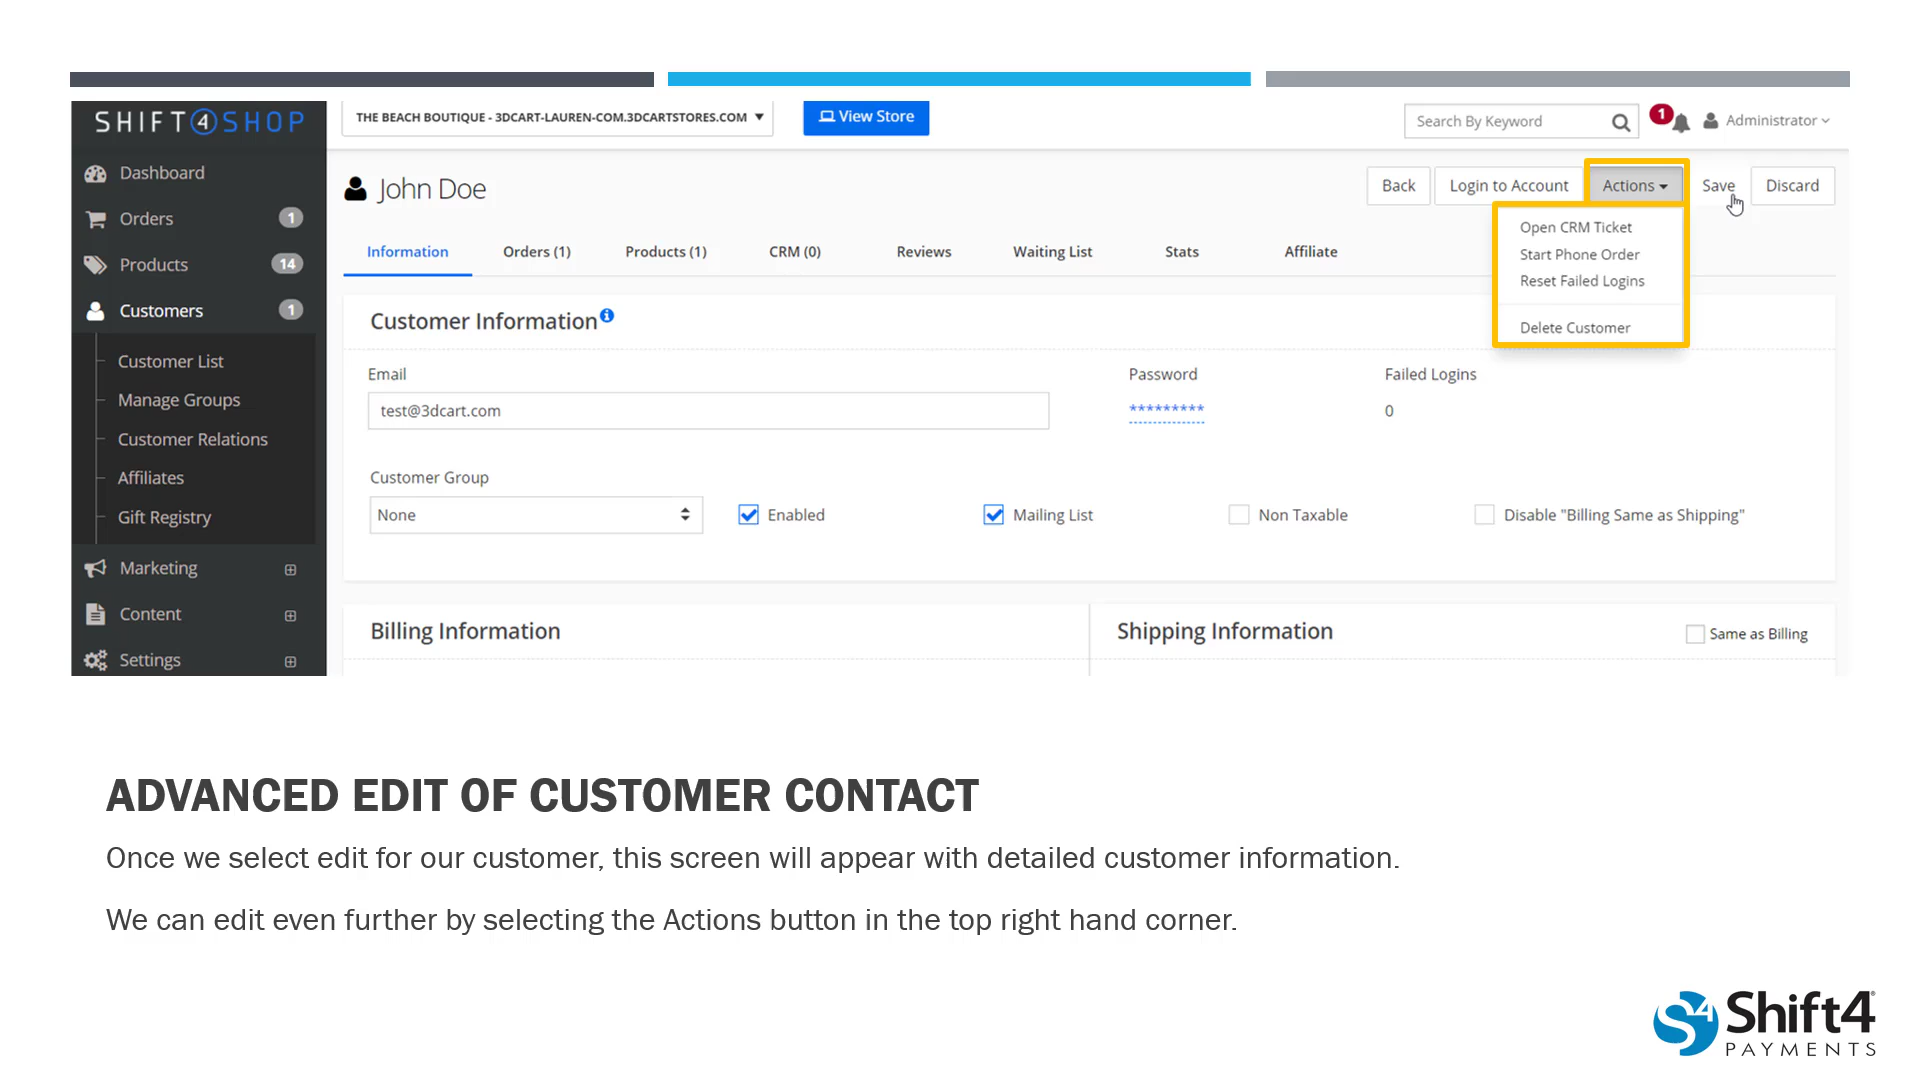 SHIFT4SHOP
THE BEACH BOUTIQUE - 3DCART-LAUREN-COM.3DCARTSTORES.COM
View Store
Search By Keyword
1
Administrator
Dashboard
Orders 1
Products 14
Customers 1
Customer List
Manage Groups
Customer Relations
Affiliates
Gift Registry
Marketing
Content
Settings
John Doe
Back
Login to Account
Actions
Save
Discard
Open CRM Ticket
Start Phone Order
Reset Failed Logins
Delete Customer
Information
Orders (1)
Products (1)
CRM (0)
Reviews
Waiting List
Stats
Affiliate
Customer Information
Email
test@3dcart.com
Password
*********
Failed Logins
0
Customer Group
None
Enabled
Mailing List
Non Taxable
Disable "Billing Same as Shipping"
Billing Information
Shipping Information
Same as Billing
ADVANCED EDIT OF CUSTOMER CONTACT
Once we select edit for our customer, this screen will appear with detailed customer information.
We can edit even further by selecting the Actions button in the top right hand corner.
S4 Shift4®
PAYMENTS